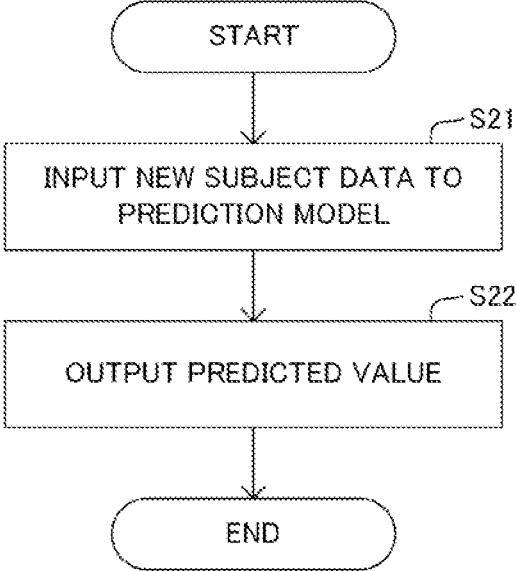 START
S21
INPUT NEW SUBJECT DATA TO
PREDICTION MODEL
S22
OUTPUT PREDICTED VALUE
END